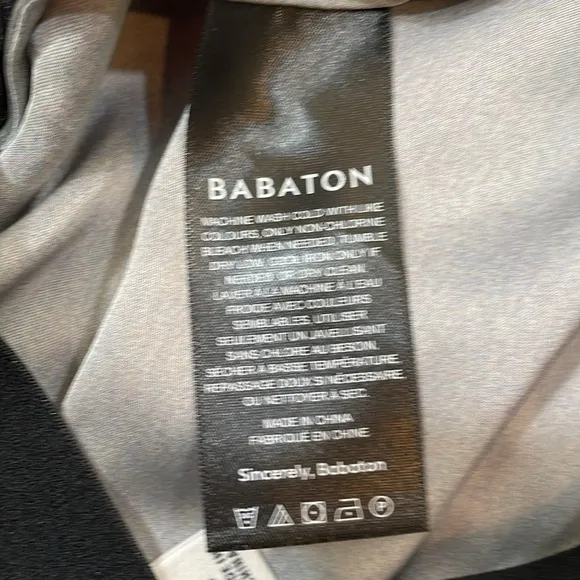 BABATON
MACHINE WASH COLD WITH LIKE
COLOURS, ONLY NON-CHLORINE
BLEACH WHEN NEEDED, TUMBLE
DRY LOW, COOL IRON, ONLY IF
NEEDED, OR DRY CLEAN.
LAVER A LA MACHINE A L'EAU
FROIDE AVEC COULEURS
SEMBLABLES. UTILISER
SEULEMENT UN JAVELLISANT
SANS CHLORE AU BESOIN.
SÉCHER A BASSE TEMPÉRATURE.
REPASSAGE DOUX SI NÉCESSAIRE.
OU NETTOYER A SEC.
MADE IN CHINA
FABRIQUE EN CHINE
Sincerely, Babaton